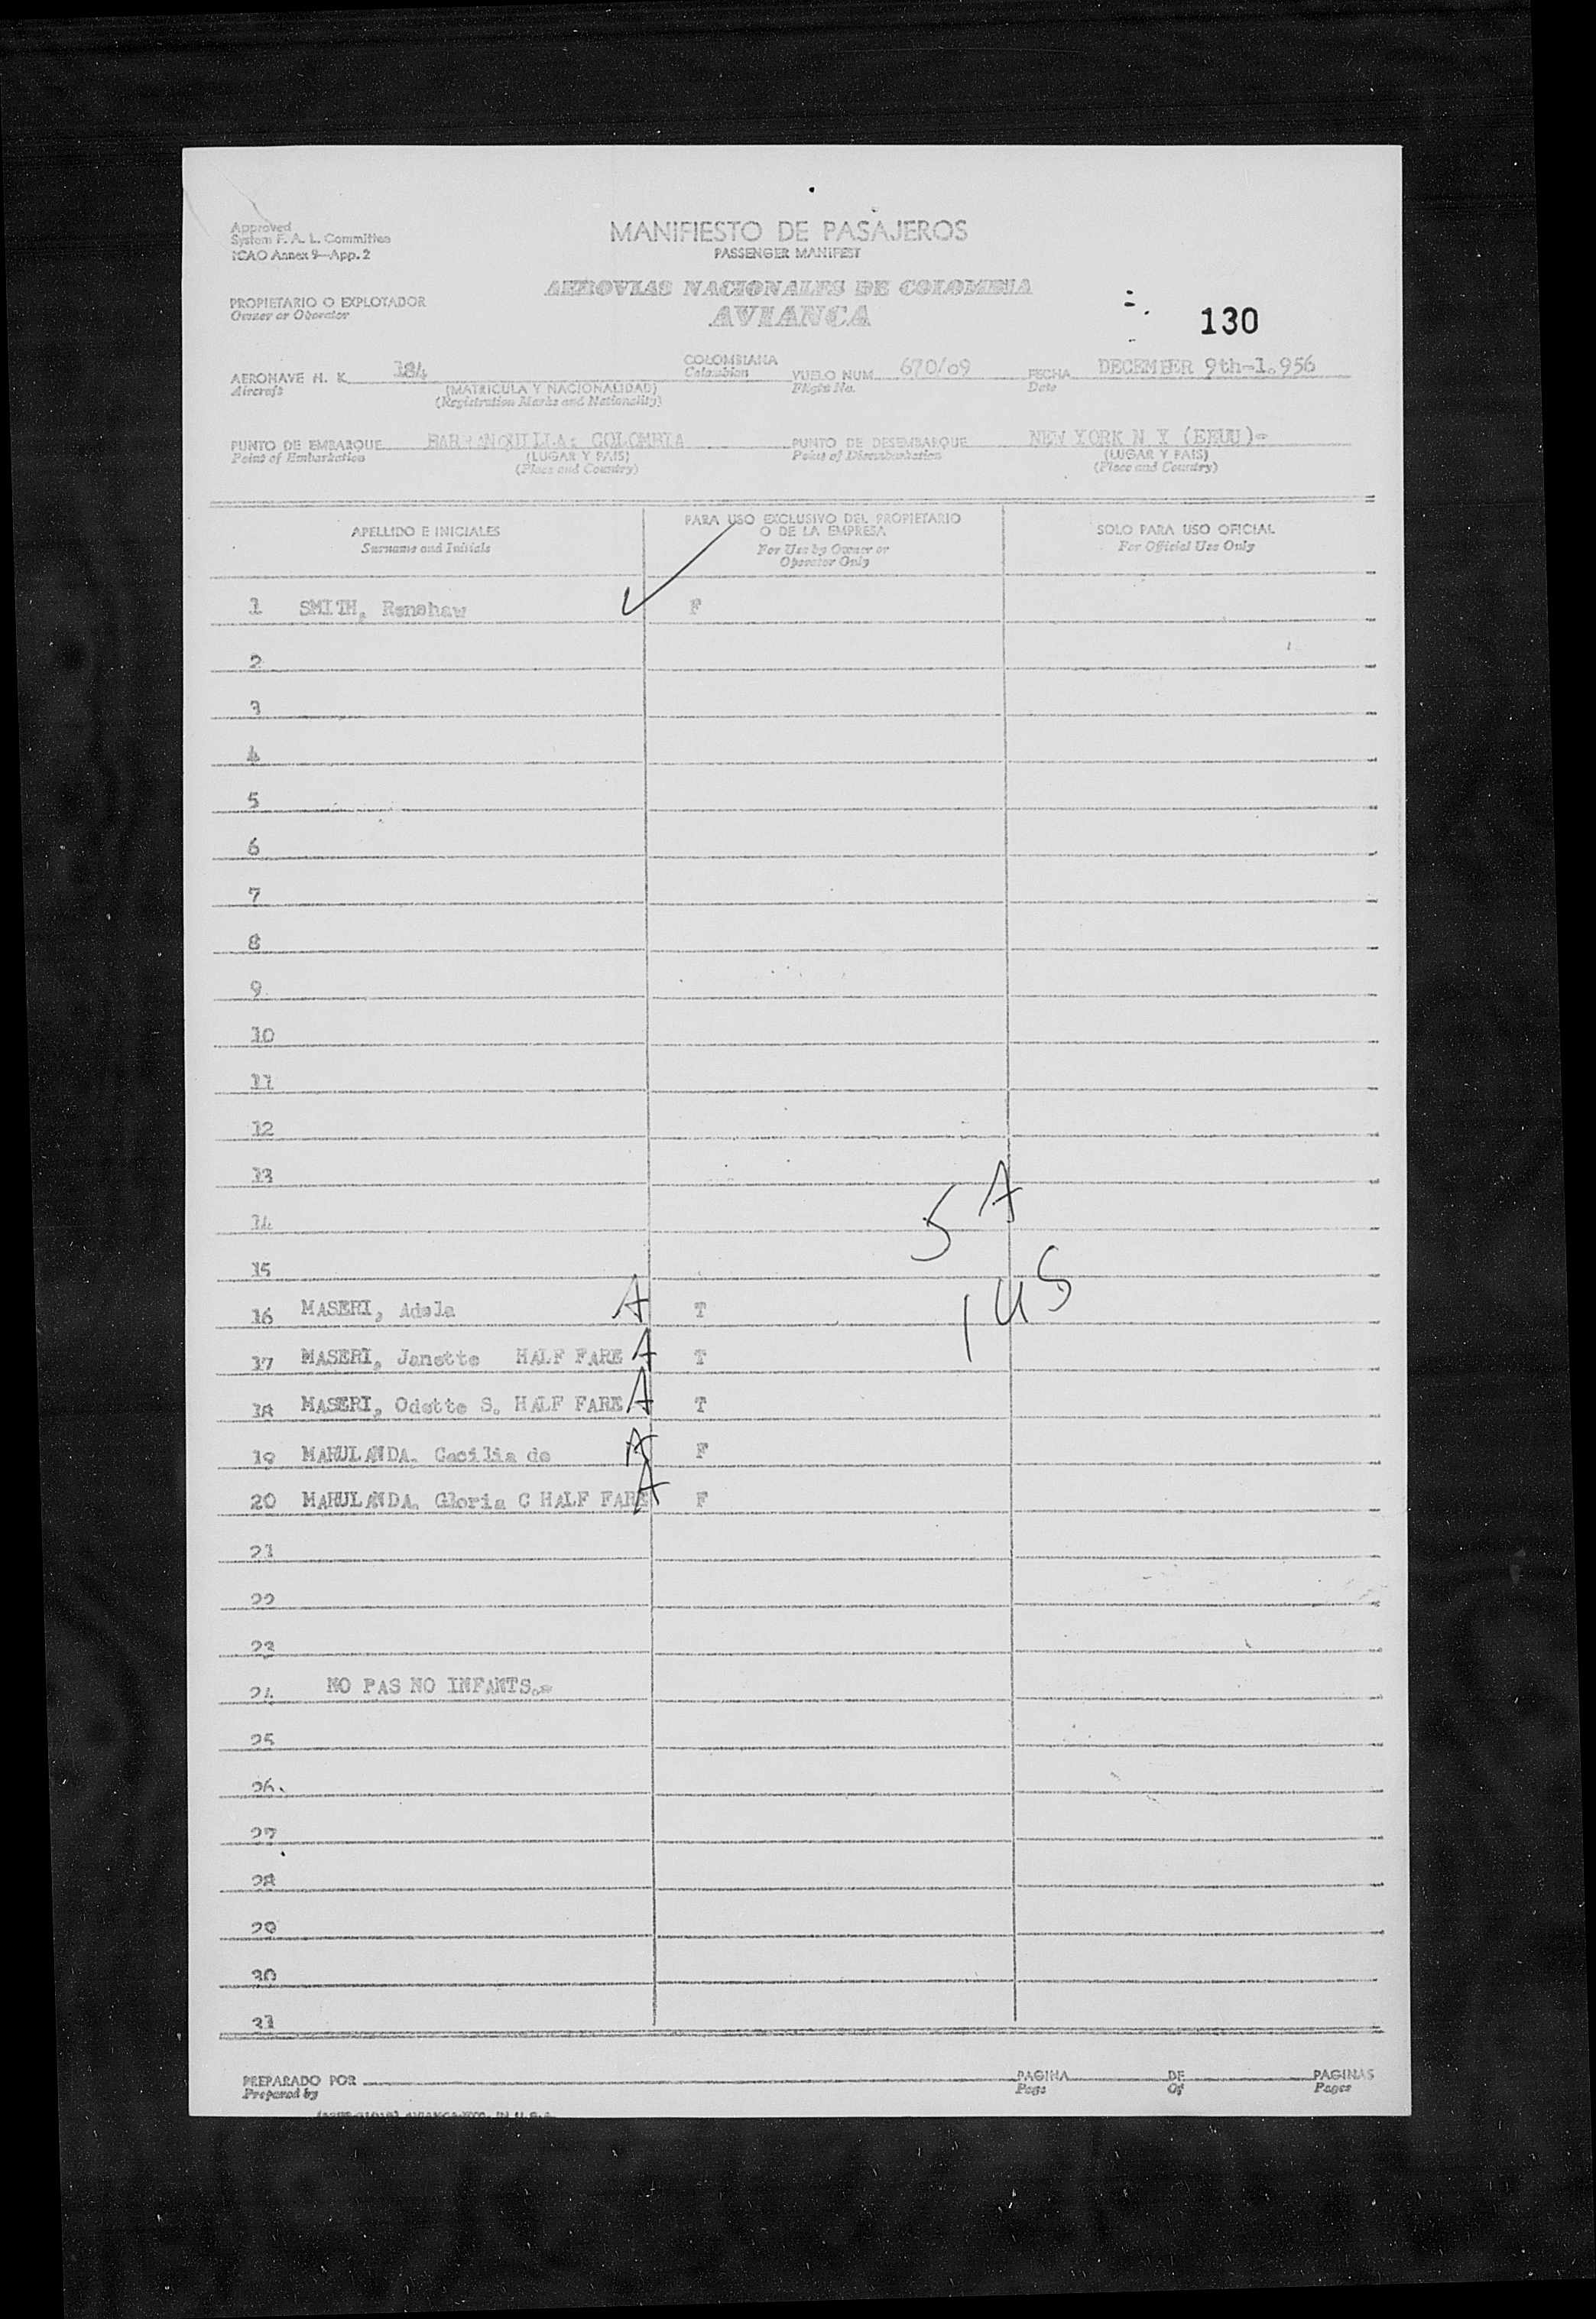 Approved
System F. A. L. Committee
ICAO Annex 9—App. 2
MANIFIESTO DE PASAJEROS
PASSENGER MANIFEST
AEROVIAS NACIONALES DE COLOMBIA
AVIANCA
PROPIETARIO O EXPLOTADOR
Owner or Operator
130
AERONAVE H. K. 184 COLOMBIANA VUELO NUM. 670/09 FECHA DECEMBER 9th-1.956
Aircraft (MATRICULA Y NACIONALIDAD) Colombian Flight No. Date
(Registration Marks and Nationality)
PUNTO DE EMBARQUE BARRANQUILLA: COLOMBIA PUNTO DE DESEMBARQUE NEW YORK N Y (EEUU)=
Point of Embarkation (LUGAR Y PAIS) Point of Disembarkation (LUGAR Y PAIS)
(Place and Country) (Place and Country)
APELLIDO E INICIALES PARA USO EXCLUSIVO DEL PROPIETARIO O DE LA EMPRESA SOLO PARA USO OFICIAL
Surname and Initials For Use by Owner or Operator Only For Official Use Only
1 SMITH, Renshaw ✓ F
2
3
4
5
6
7
8
9
10
11
12
13
14
5 A
15
1 US
16 MASERI, Adela A T
17 MASERI, Janette HALF FARE A T
18 MASERI, Odette S. HALF FARE A T
19 MARULANDA. Cecilia de A F
20 MARULANDA. Gloria C HALF FARE A F
21
22
23
24 NO PAS NO INFANTS.=
25
26.
27
28
29
30
31
PREPARADO POR PAGINA DE PAGINAS
Prepared by Page Of Pages